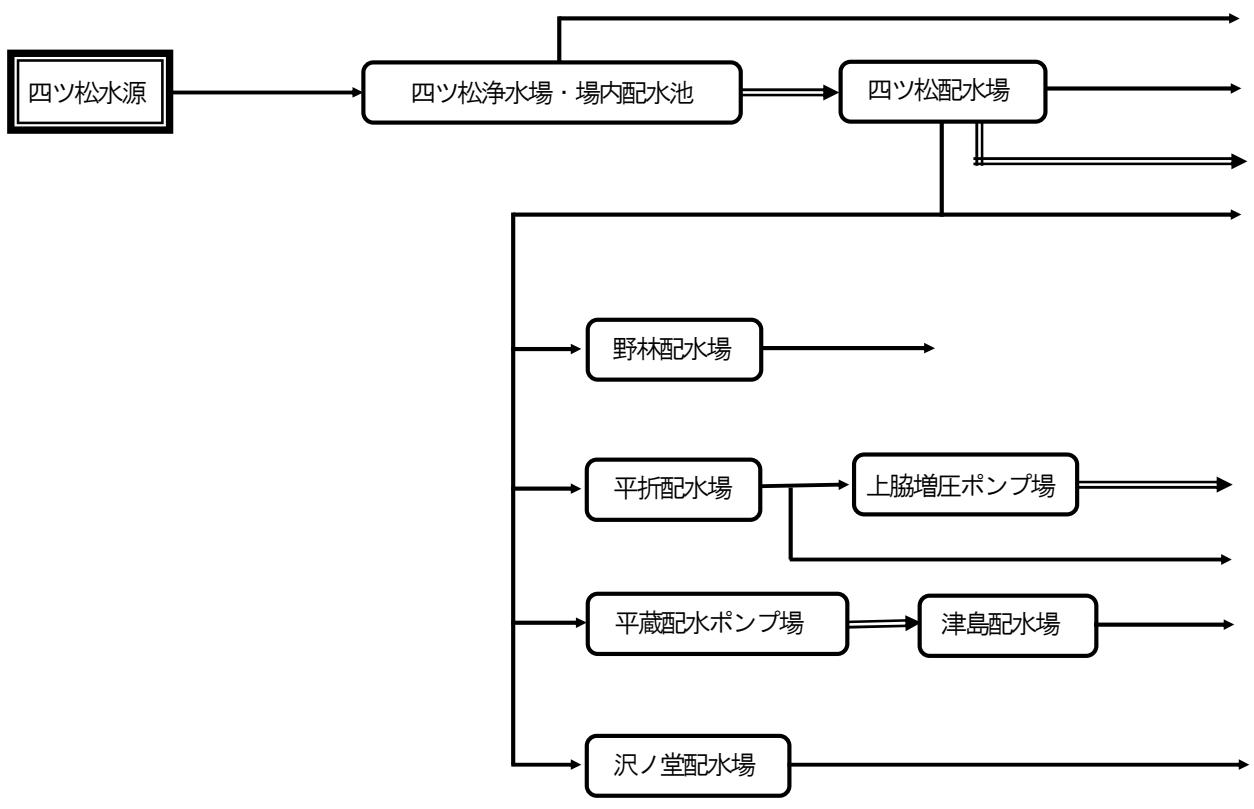 四ツ松水源
四ツ松浄水場・場内配水池
四ツ松配水場
野林配水場
平折配水場
上脇増圧ポンプ場
平蔵配水ポンプ場
津島配水場
沢ノ堂配水場